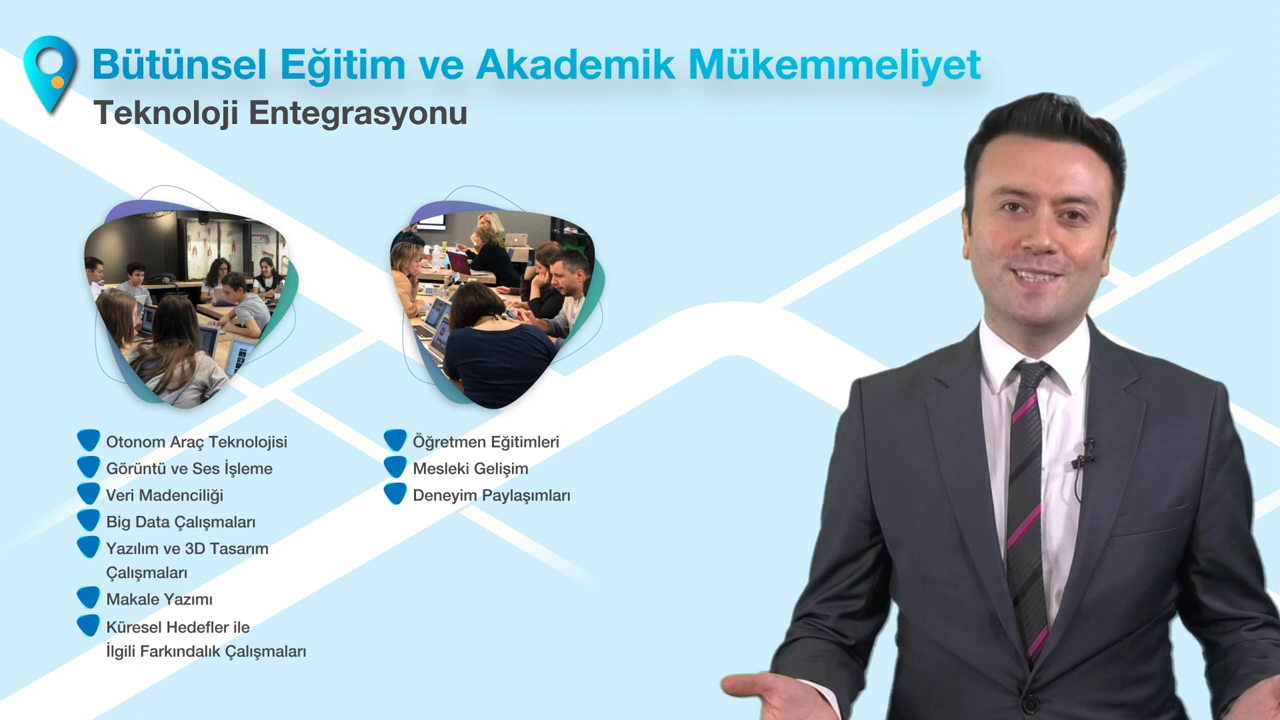 Bütünsel Eğitim ve Akademik Mükemmeliyet
Teknoloji Entegrasyonu
Otonom Araç Teknolojisi
Görüntü ve Ses İşleme
Veri Madenciliği
Big Data Çalışmaları
Yazılım ve 3D Tasarım
Çalışmaları
Makale Yazımı
Küresel Hedefler ile
İlgili Farkındalık Çalışmaları
Öğretmen Eğitimleri
Mesleki Gelişim
Deneyim Paylaşımları